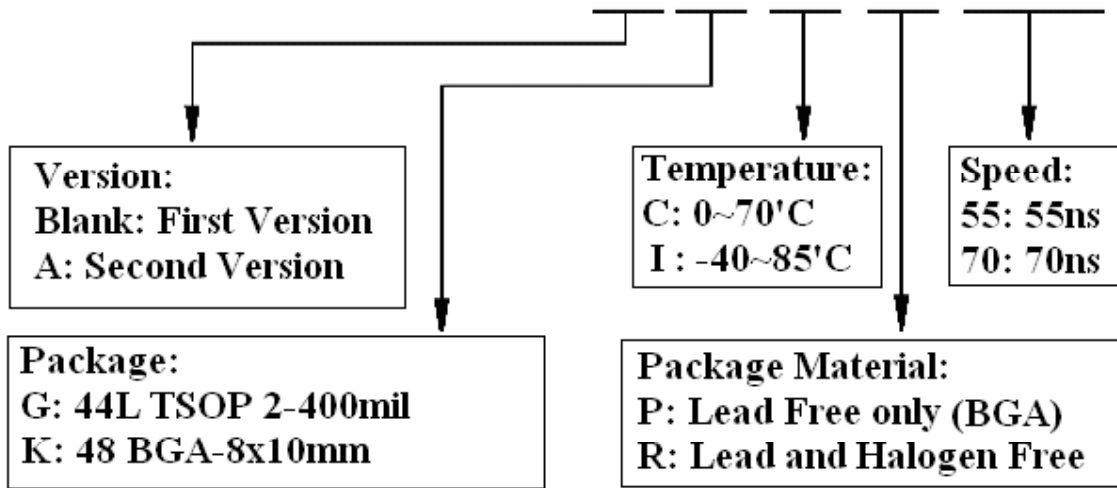 Version:
Blank: First Version
A: Second Version
Temperature:
C: 0~70'C
I : -40~85'C
Speed:
55: 55ns
70: 70ns
Package:
G: 44L TSOP 2-400mil
K: 48 BGA-8x10mm
Package Material:
P: Lead Free only (BGA)
R: Lead and Halogen Free